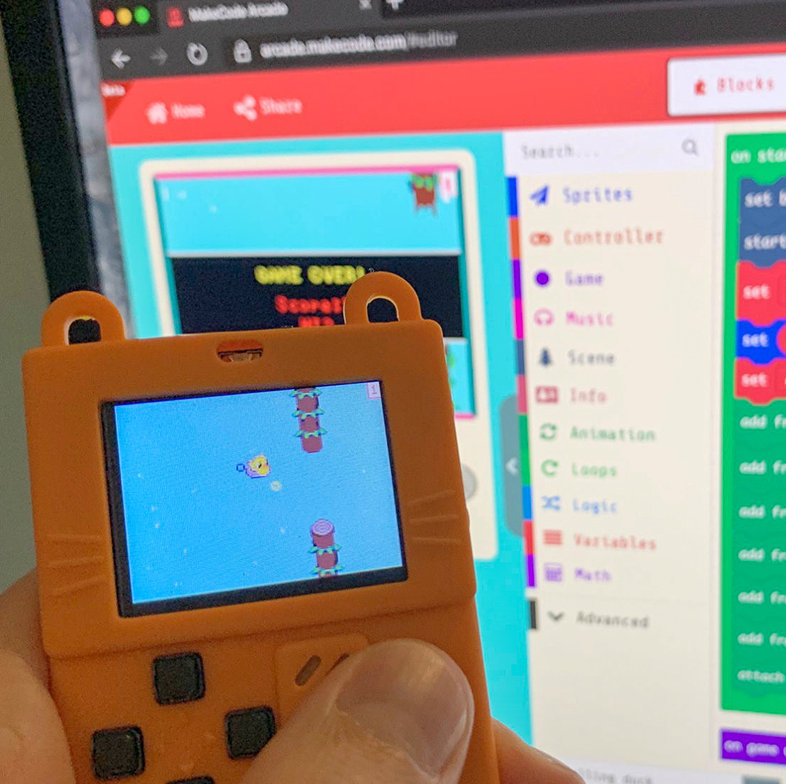 MakeCode Arcade
arcade.makecode.com/#editor
Beta
Home
Share
Blocks
Search...
Sprites
Controller
Game
Music
Scene
Info
Animation
Loops
Logic
Variables
Math
Advanced
GAME OVER!
1
1
on sta
set b
start
set
set
set
add fr
add fr
add fr
add fr
add fr
add fr
attach
on game
duck